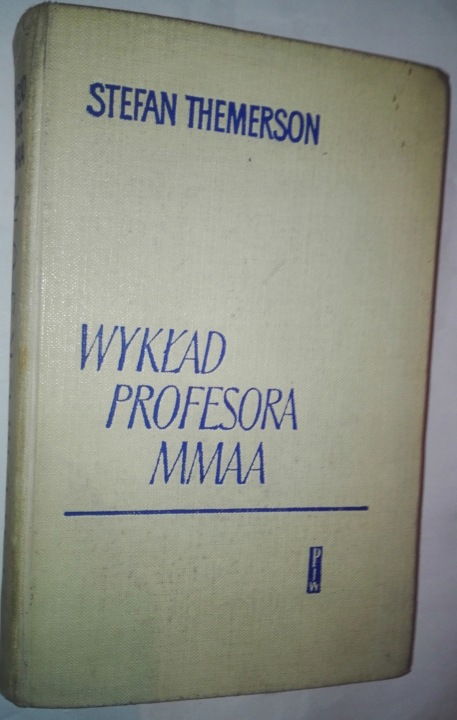 STEFAN THEMERSON
WYKŁAD
PROFESORA
MMAA
PIW